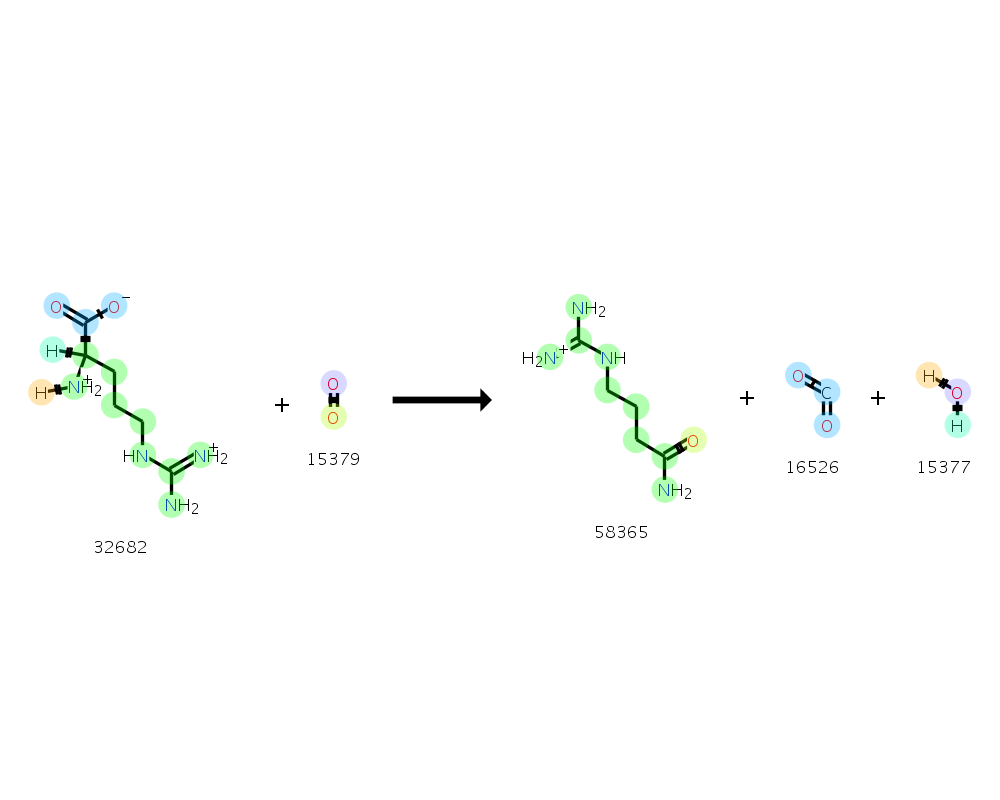 O O −
H
H NH2 +
HN NH2 +
NH2
32682
+
O
O
15379
NH2
H2N + NH
O
NH2
58365
+
O C
O
16526
+
H O
H
15377